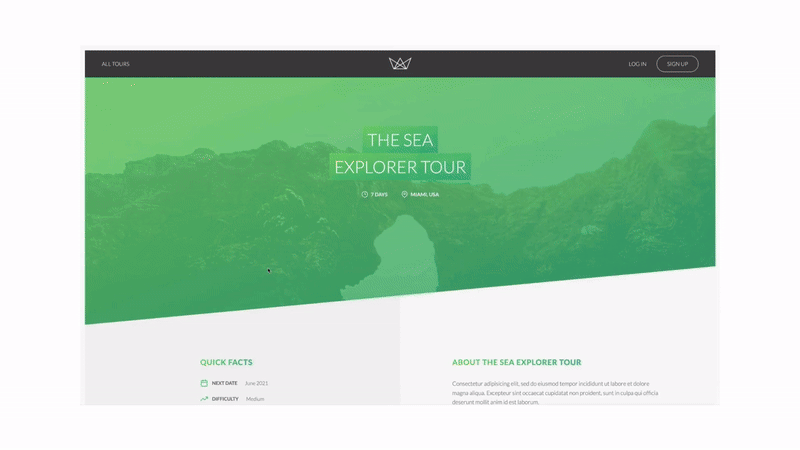 ALL TOURS
LOG IN
SIGN UP
THE SEA
EXPLORER TOUR
7 DAYS
MIAMI, USA
QUICK FACTS
NEXT DATE June 2021
DIFFICULTY Medium
ABOUT THE SEA EXPLORER TOUR
Consectetur adipisicing elit, sed do eiusmod tempor incididunt ut labore et dolore
magna aliqua. Excepteur sint occaecat cupidatat non proident, sunt in culpa qui officia
deserunt mollit anim id est laborum.